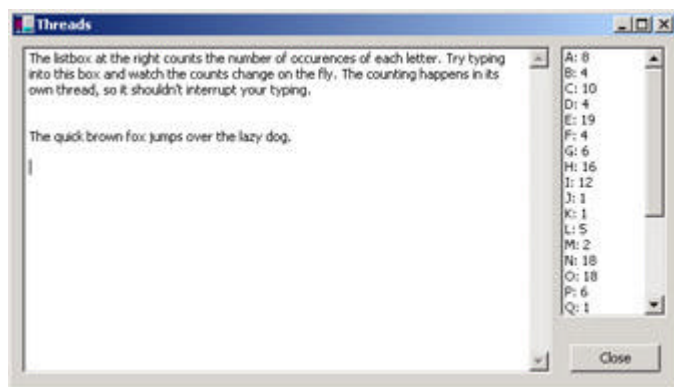 Threads
The listbox at the right counts the number of occurences of each letter. Try typing
into this box and watch the counts change on the fly. The counting happens in its
own thread, so it shouldn't interrupt your typing.
The quick brown fox jumps over the lazy dog.
A: 8
B: 4
C: 10
D: 4
E: 19
F: 4
G: 6
H: 16
I: 12
J: 1
K: 1
L: 5
M: 2
N: 18
O: 18
P: 6
Q: 1
Close